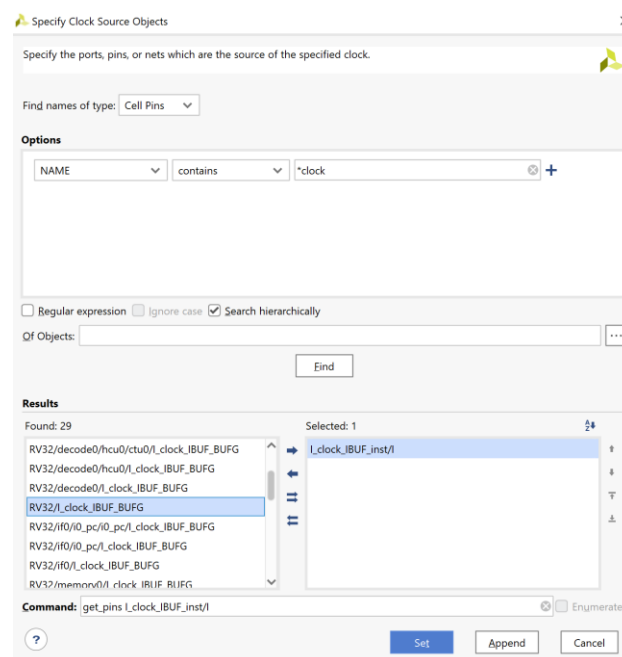 Specify Clock Source Objects
Specify the ports, pins, or nets which are the source of the specified clock.
Find names of type: Cell Pins
Options
NAME contains *clock
Regular expression Ignore case Search hierarchically
Of Objects:
...
Find
Results
Found: 29 Selected: 1
RV32/decode0/hcu0/ctu0/I_clock_IBUF_BUFG I_clock_IBUF_inst/I
RV32/decode0/hcu0/I_clock_IBUF_BUFG
RV32/decode0/I_clock_IBUF_BUFG
RV32/I_clock_IBUF_BUFG
RV32/if0/i0_pc/i0_pc/I_clock_IBUF_BUFG
RV32/if0/i0_pc/I_clock_IBUF_BUFG
RV32/if0/I_clock_IBUF_BUFG
RV32/memory0/I_clock_IBUF_BUFG
Command: get_pins I_clock_IBUF_inst/I Enumerate
? Set Append Cancel